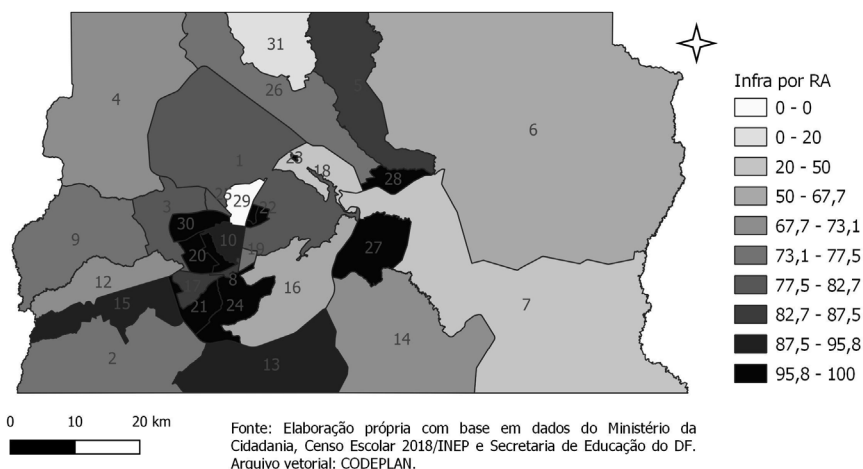 31
4
26
5
6
1
23
18
28
3
29
22
30
9
10
19
27
20
12
8
17
16
15
21
24
7
14
2
13
Infra por RA
0 - 0
0 - 20
20 - 50
50 - 67,7
67,7 - 73,1
73,1 - 77,5
77,5 - 82,7
82,7 - 87,5
87,5 - 95,8
95,8 - 100
0 10 20 km
Fonte: Elaboração própria com base em dados do Ministério da
Cidadania, Censo Escolar 2018/INEP e Secretaria de Educação do DF.
Arquivo vetorial: CODEPLAN.